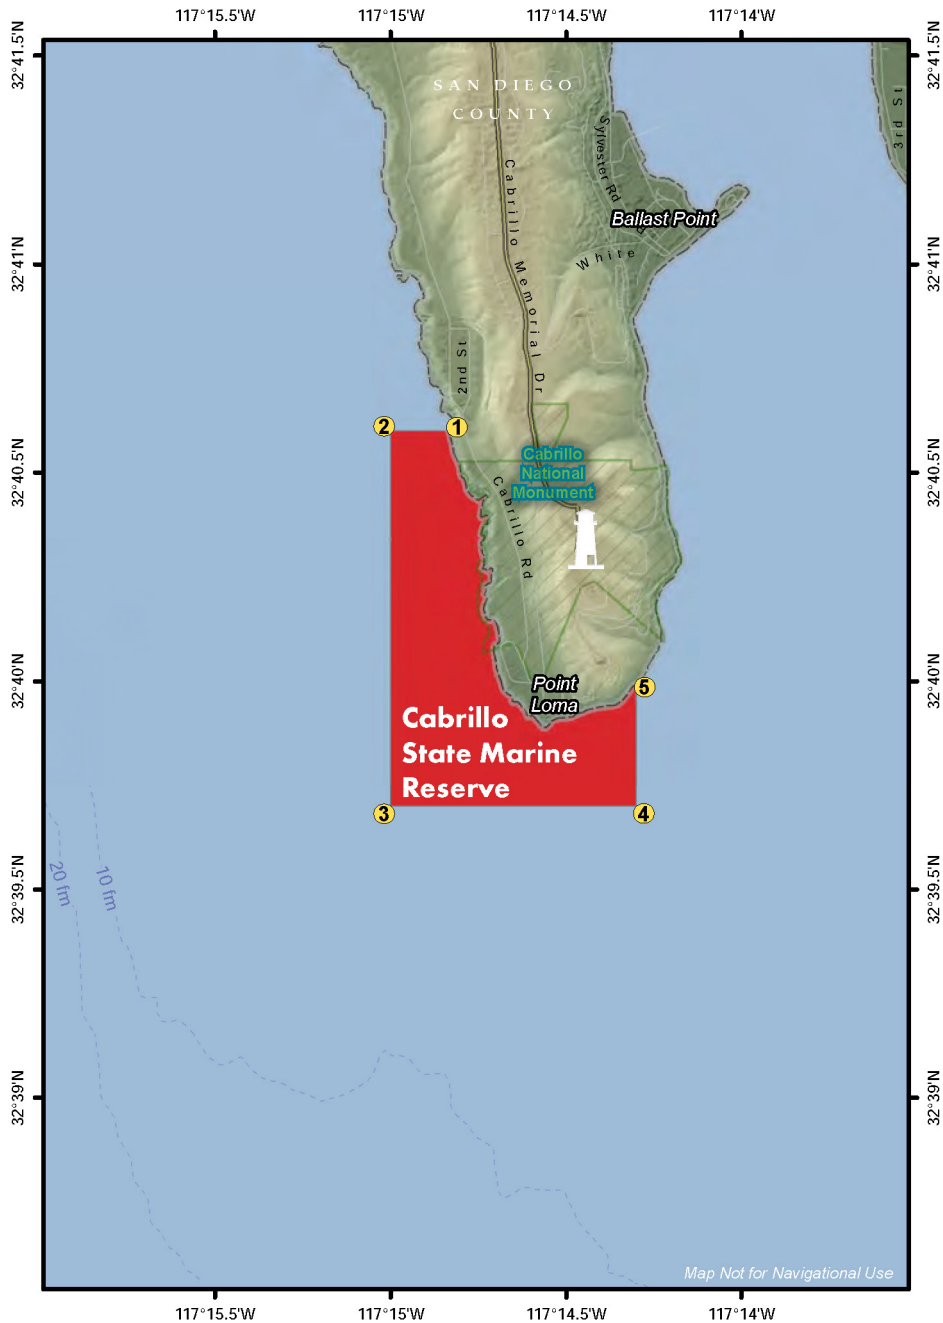 117°15.5'W
117°15'W
117°14.5'W
117°14'W
32°41.5'N
32°41.5'N
SAN DIEGO
COUNTY
3rd St
Sylvester Rd
Cabrillo Memorial Dr
Ballast Point
White
32°41'N
32°41'N
2nd St
2
1
Cabrillo
National
Monument
32°40.5'N
32°40.5'N
Cabrillo Rd
32°40'N
32°40'N
Point
Loma
5
Cabrillo
State Marine
Reserve
3
4
20 fm
10 fm
32°39.5'N
32°39.5'N
32°39'N
32°39'N
Map Not for Navigational Use
117°15.5'W
117°15'W
117°14.5'W
117°14'W